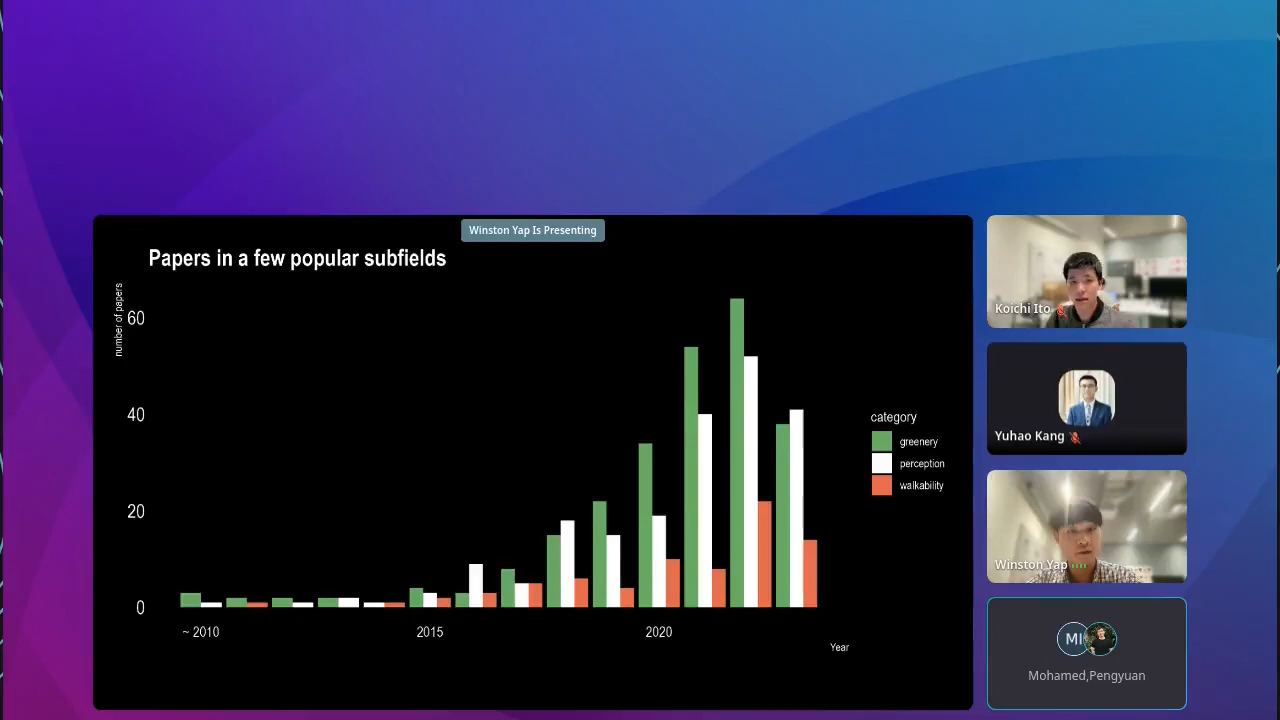 Winston Yap Is Presenting
Papers in a few popular subfields
number of papers
60
40
20
0
~ 2010
2015
2020
Year
category
greenery
perception
walkability
Koichi Ito
Yuhao Kang
Winston Yap
MI
Mohamed,Pengyuan